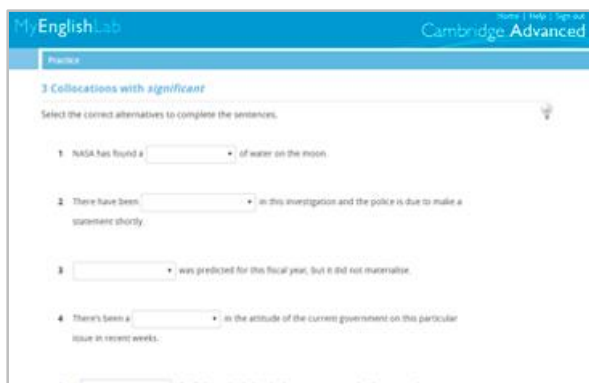 Home | Help | Sign out
MyEnglishLab
Cambridge Advanced
Practice
3 Collocations with significant
Select the correct alternatives to complete the sentences.
1 NASA has found a of water on the moon.
2 There have been in this investigation and the police is due to make a
statement shortly.
3 was predicted for this fiscal year, but it did not materialise.
4 There's been a in the attitude of the current government on this particular
issue in recent weeks.